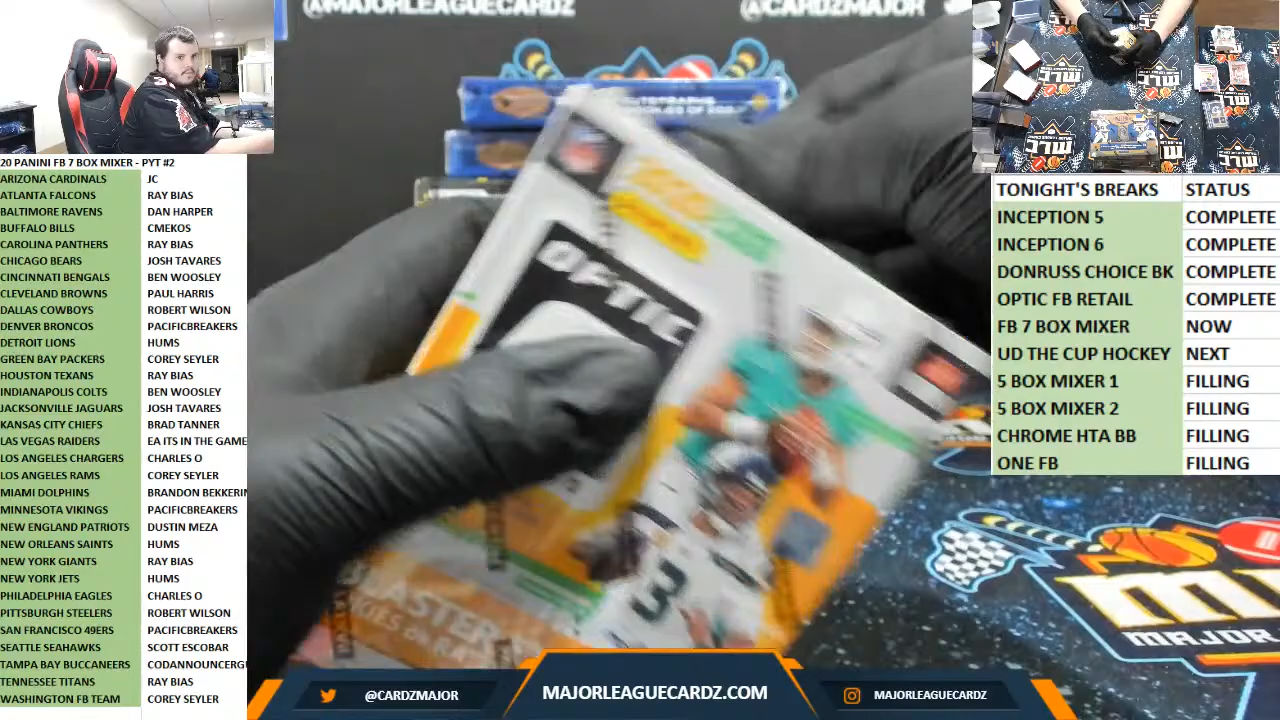 @MAJORLEAGUECARDZ
@CARDZMAJOR
20 PANINI FB 7 BOX MIXER - PYT #2
ARIZONA CARDINALS JC
ATLANTA FALCONS RAY BIAS
BALTIMORE RAVENS DAN HARPER
BUFFALO BILLS CMEKOS
CAROLINA PANTHERS RAY BIAS
CHICAGO BEARS JOSH TAVARES
CINCINNATI BENGALS BEN WOOSLEY
CLEVELAND BROWNS PAUL HARRIS
DALLAS COWBOYS ROBERT WILSON
DENVER BRONCOS PACIFICBREAKERS
DETROIT LIONS HUMS
GREEN BAY PACKERS COREY SEYLER
HOUSTON TEXANS RAY BIAS
INDIANAPOLIS COLTS BEN WOOSLEY
JACKSONVILLE JAGUARS JOSH TAVARES
KANSAS CITY CHIEFS BRAD TANNER
LAS VEGAS RAIDERS EA ITS IN THE GAME
LOS ANGELES CHARGERS CHARLES O
LOS ANGELES RAMS COREY SEYLER
MIAMI DOLPHINS BRANDON BEKKERIN
MINNESOTA VIKINGS PACIFICBREAKERS
NEW ENGLAND PATRIOTS DUSTIN MEZA
NEW ORLEANS SAINTS HUMS
NEW YORK GIANTS RAY BIAS
NEW YORK JETS HUMS
PHILADELPHIA EAGLES CHARLES O
PITTSBURGH STEELERS ROBERT WILSON
SAN FRANCISCO 49ERS PACIFICBREAKERS
SEATTLE SEAHAWKS SCOTT ESCOBAR
TAMPA BAY BUCCANEERS CODANNOUNCERGU
TENNESSEE TITANS RAY BIAS
WASHINGTON FB TEAM COREY SEYLER
OPTIC
3
TONIGHT'S BREAKS STATUS
INCEPTION 5 COMPLETE
INCEPTION 6 COMPLETE
DONRUSS CHOICE BK COMPLETE
OPTIC FB RETAIL COMPLETE
FB 7 BOX MIXER NOW
UD THE CUP HOCKEY NEXT
5 BOX MIXER 1 FILLING
5 BOX MIXER 2 FILLING
CHROME HTA BB FILLING
ONE FB FILLING
MAJOR
@CARDZMAJOR
MAJORLEAGUECARDZ.COM
MAJORLEAGUECARDZ